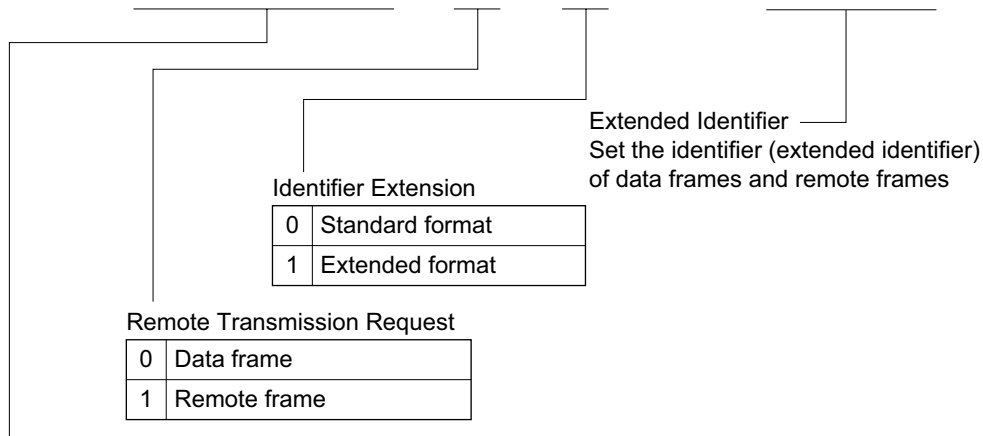 Extended Identifier
Set the identifier (extended identifier)
of data frames and remote frames
Identifier Extension
0 Standard format
1 Extended format
Remote Transmission Request
0 Data frame
1 Remote frame